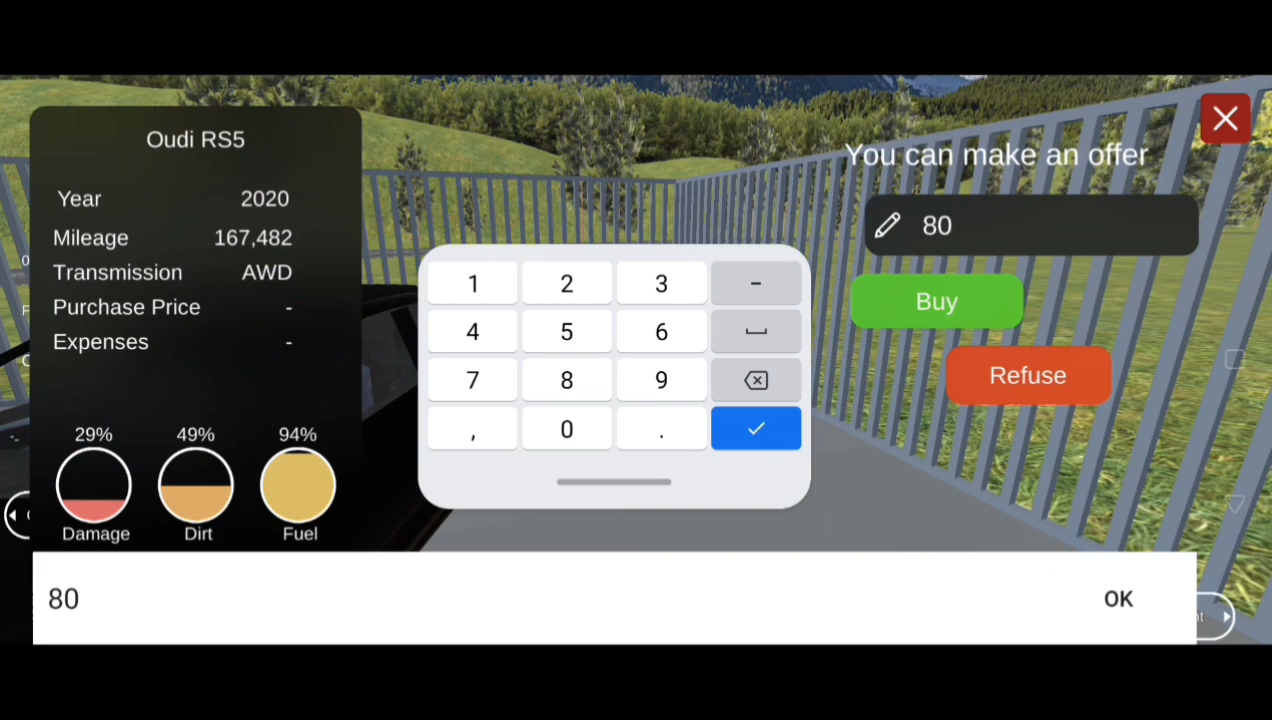 Oudi RS5
Year 2020
Mileage 167,482
Transmission AWD
Purchase Price -
Expenses -
29% 49% 94%
Damage Dirt Fuel
You can make an offer
80
Buy
Refuse
1 2 3 -
4 5 6
7 8 9
, 0 .
80
OK